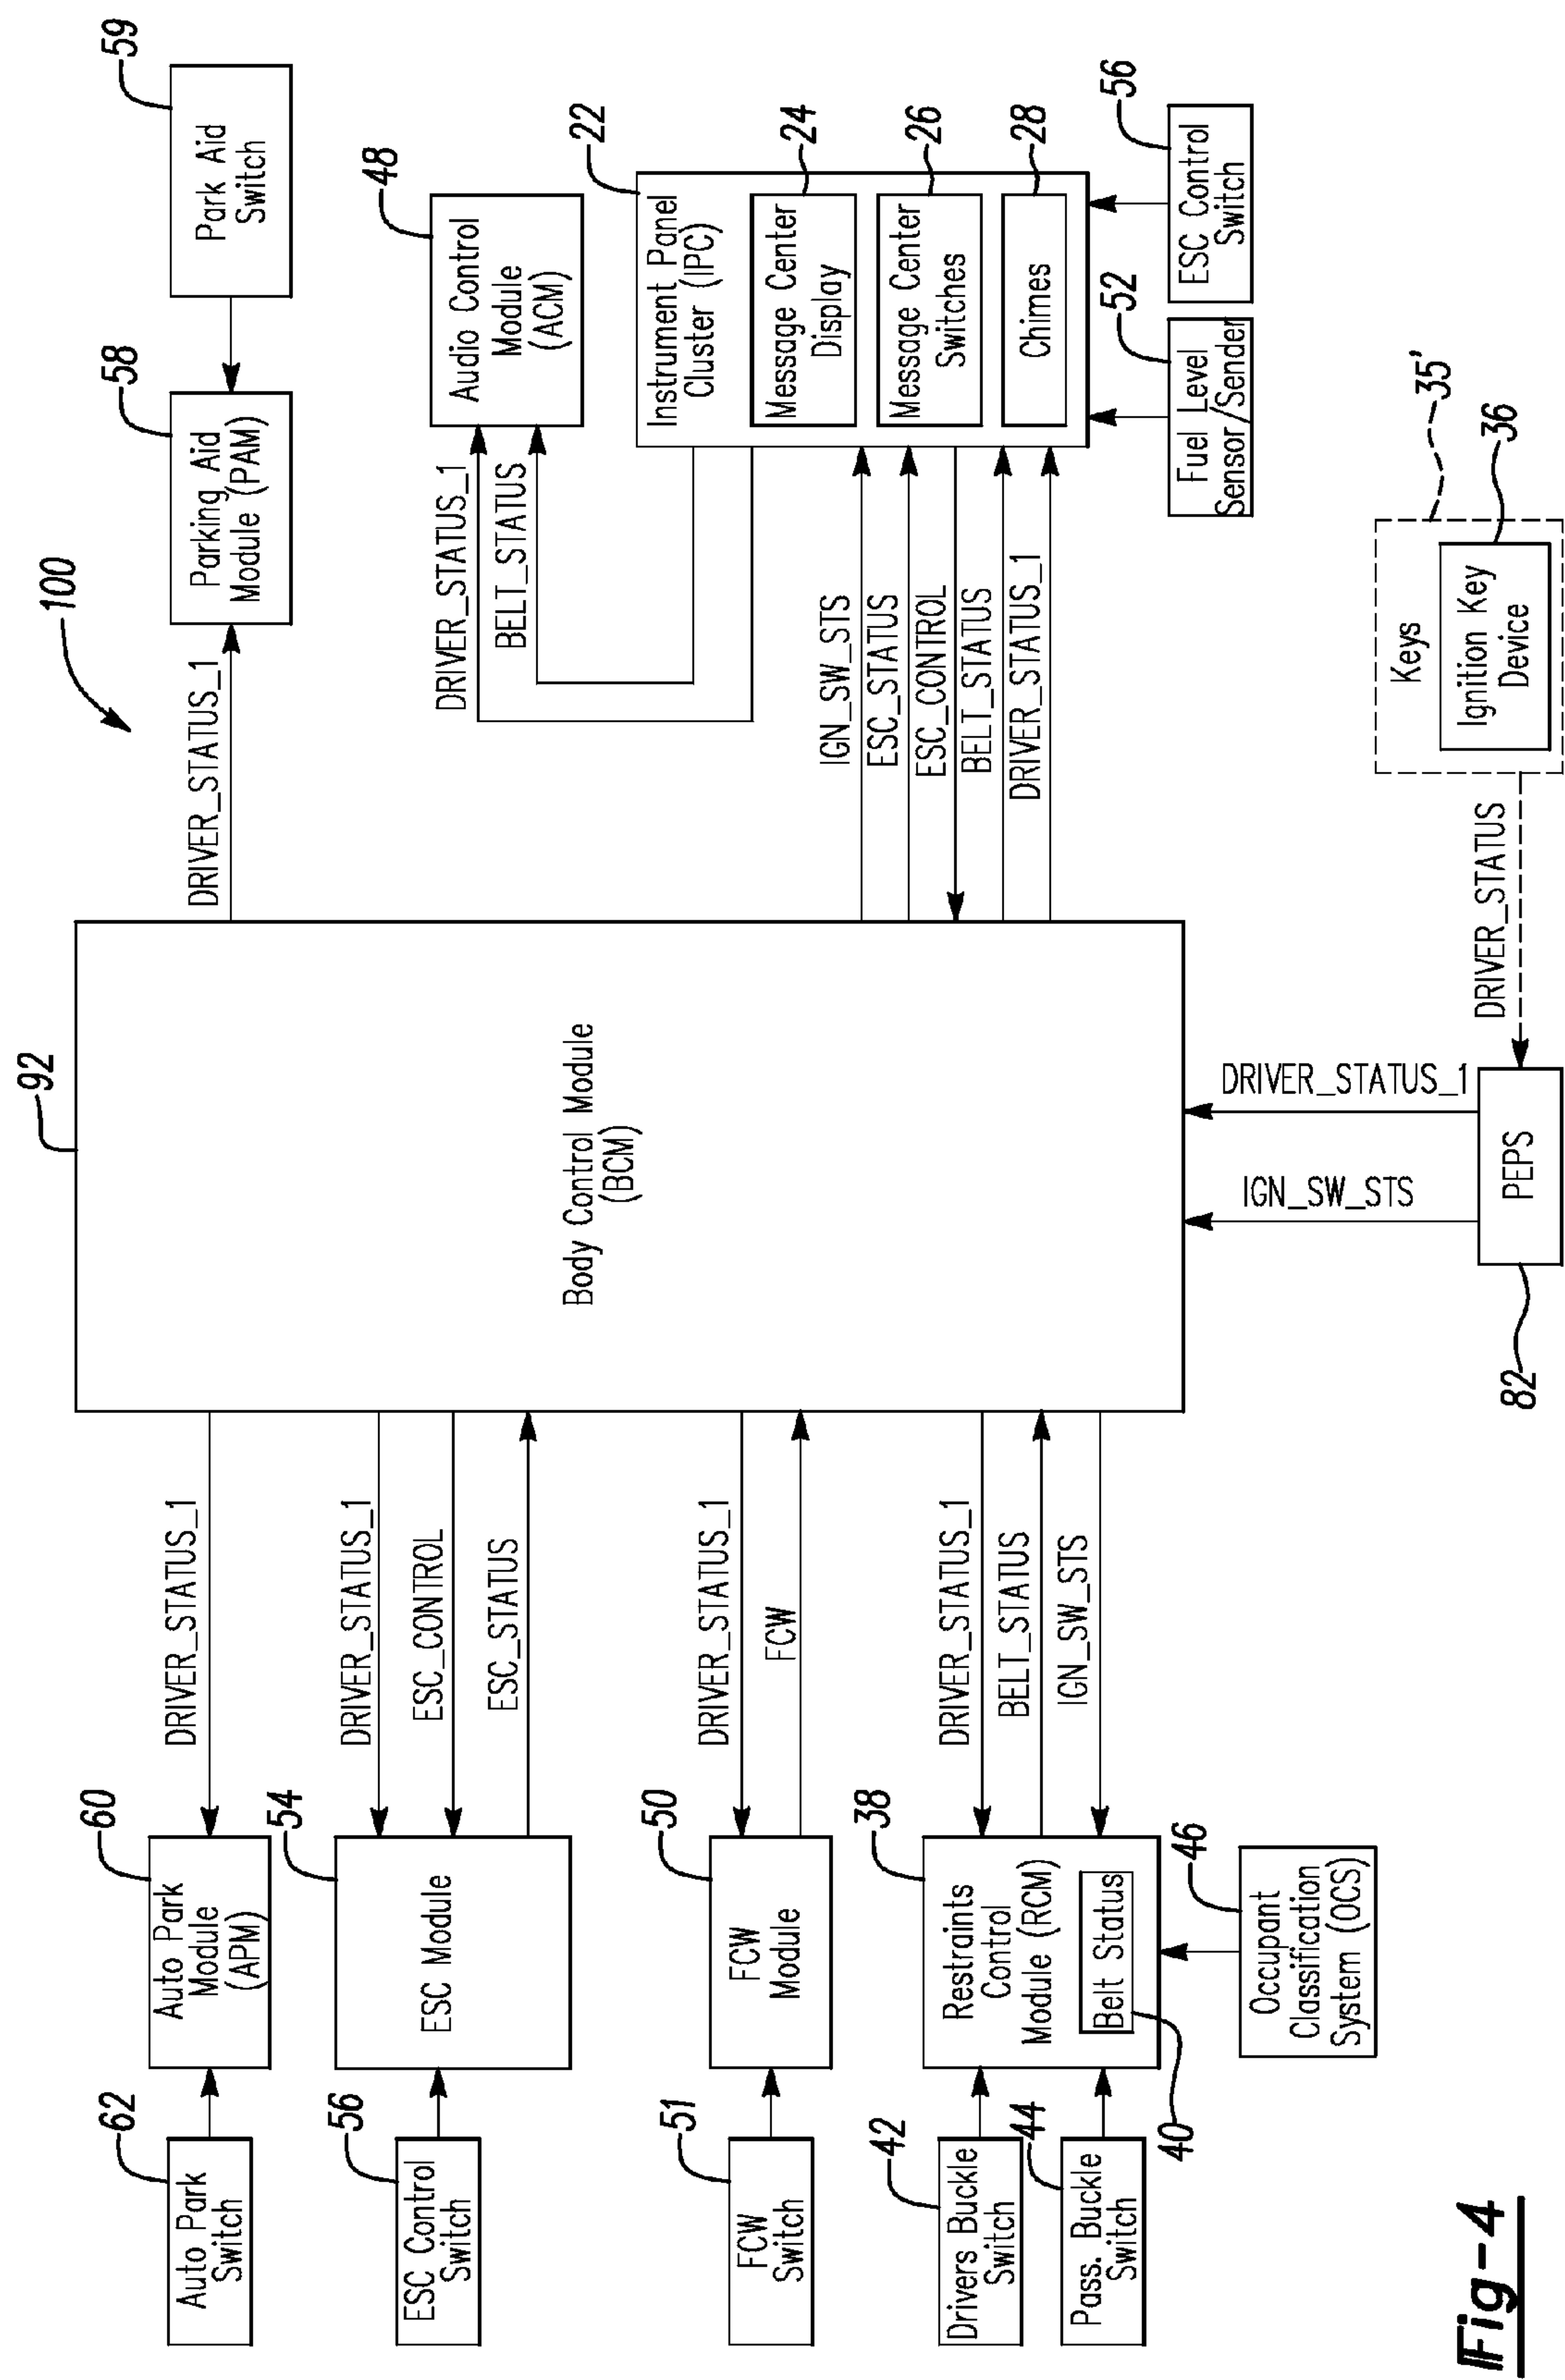 100
62
Auto Park
Switch
60
Auto Park
Module
(APM)
DRIVER_STATUS_1
56
ESC Control
Switch
54
ESC Module
DRIVER_STATUS_1
ESC_CONTROL
ESC_STATUS
51
FCW
Switch
50
FCW
Module
DRIVER_STATUS_1
FCW
42
Drivers Buckle
Switch
44
Pass. Buckle
Switch
38
Restraints
Control
Module (RCM)
Belt Status
40
46
Occupant
Classification
System (OCS)
DRIVER_STATUS_1
BELT_STATUS
IGN_SW_STS
92
Body Control Module
(BCM)
DRIVER_STATUS_1
58
Parking Aid
Module (PAM)
59
Park Aid
Switch
DRIVER_STATUS_1
BELT_STATUS
48
Audio Control
Module
(ACM)
22
Instrument Panel
Cluster (IPC)
Message Center
Display
24
Message Center
Switches
26
Chimes
28
IGN_SW_STS
ESC_STATUS
ESC_CONTROL
BELT_STATUS
DRIVER_STATUS_1
Fuel Level
Sensor/Sender
52
ESC Control
Switch
56
IGN_SW_STS
DRIVER_STATUS_1
82
PEPS
DRIVER_STATUS
Keys
35'
Ignition Key
Device
36
Fig-4